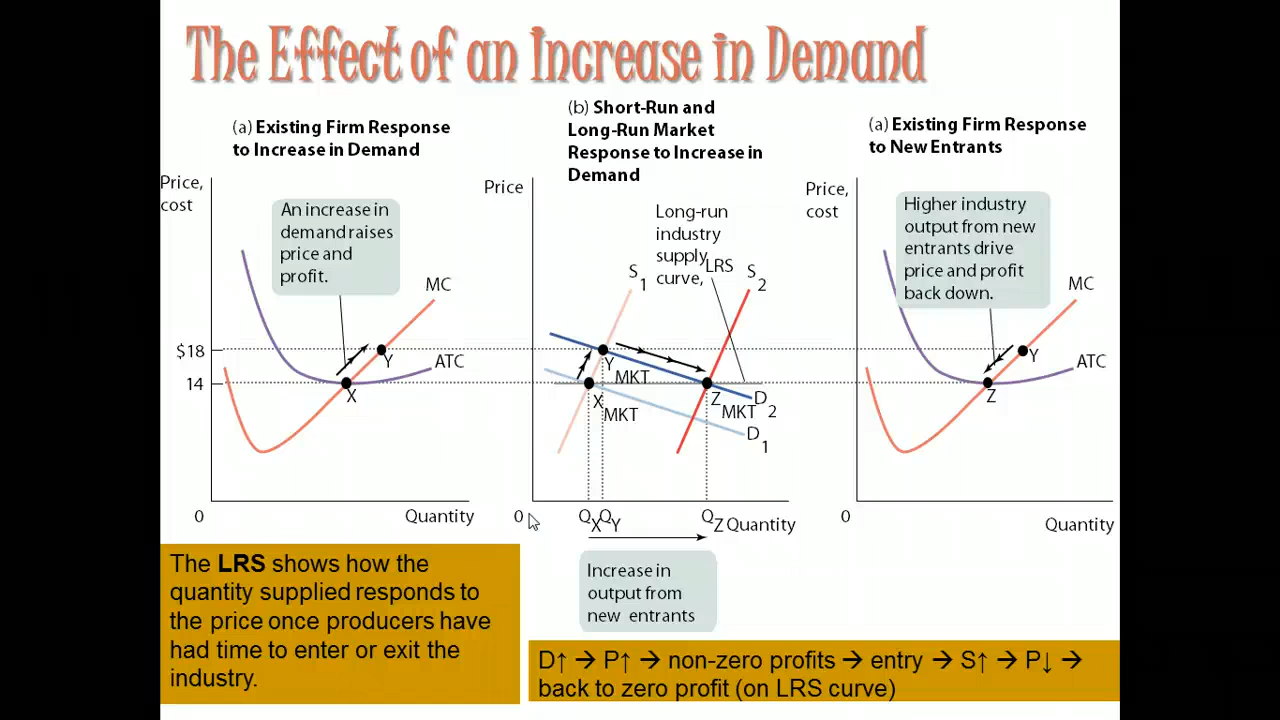 The Effect of an Increase in Demand
(a) Existing Firm Response
to Increase in Demand
Price,
cost
An increase in
demand raises
price and
profit.
MC
$18
Y
ATC
14
X
0
Quantity
(b) Short-Run and
Long-Run Market
Response to Increase in
Demand
Price
Long-run
industry
supply
curve, LRS
S1
S2
Y
MKT
X
MKT
Z
MKT
D2
D1
0
QX
QY
QZ
Quantity
Increase in
output from
new entrants
(a) Existing Firm Response
to New Entrants
Price,
cost
Higher industry
output from new
entrants drive
price and profit
back down.
MC
Y
ATC
Z
0
Quantity
The LRS shows how the
quantity supplied responds to
the price once producers have
had time to enter or exit the
industry.
D↑ → P↑ → non-zero profits → entry → S↑ → P↓ →
back to zero profit (on LRS curve)